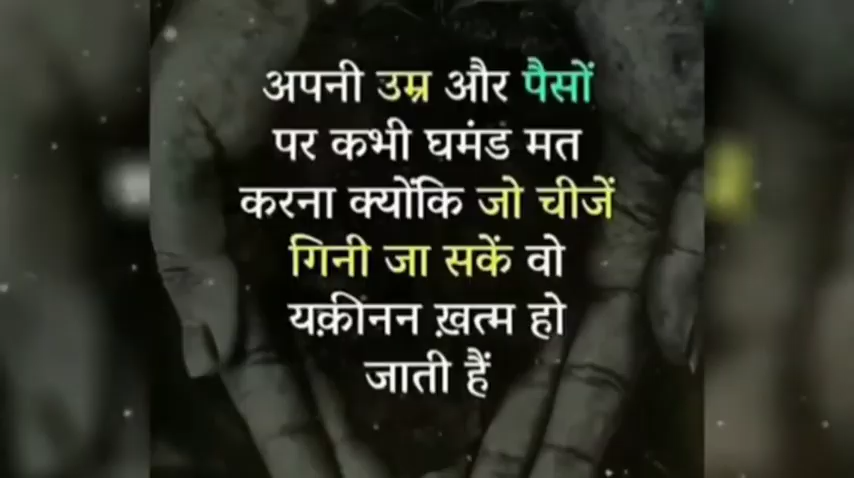 अपनी उम्र और पैसों
पर कभी घमंड मत
करना क्योंकि जो चीजें
गिनी जा सकें वो
यक़ीनन ख़त्म हो
जाती हैं